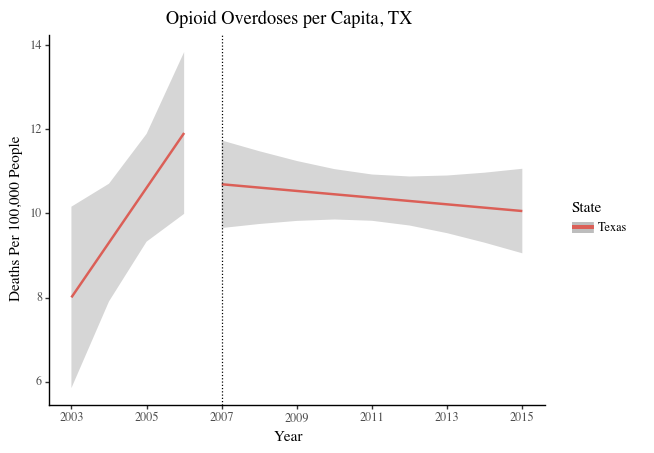 Opioid Overdoses per Capita, TX
Deaths Per 100,000 People
14
12
10
8
6
2003 2005 2007 2009 2011 2013 2015
Year
State
Texas